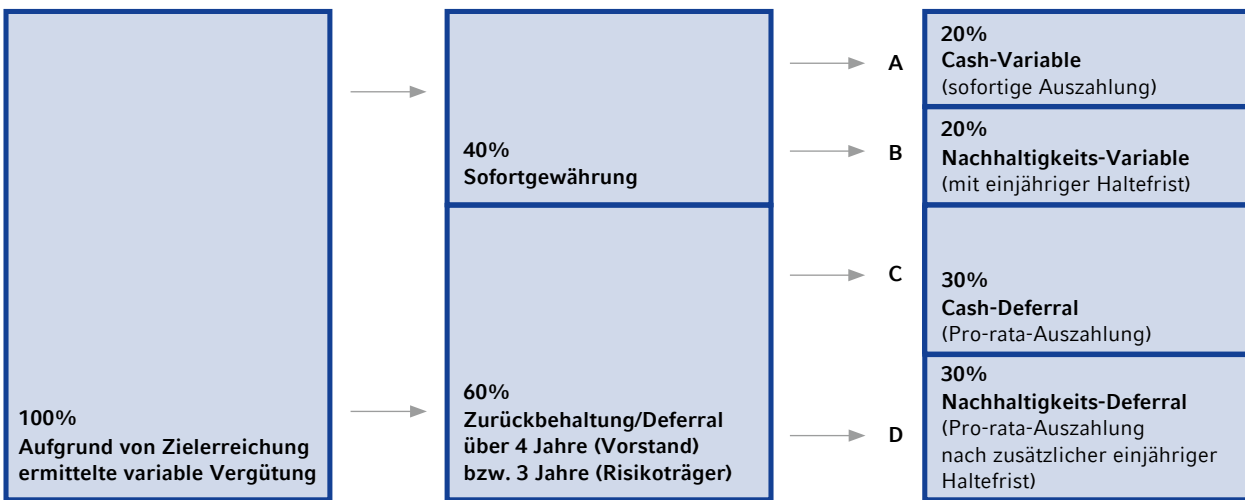 100%
Aufgrund von Zielerreichung
ermittelte variable Vergütung
40%
Sofortgewährung
60%
Zurückbehaltung/Deferral
über 4 Jahre (Vorstand)
bzw. 3 Jahre (Risikoträger)
A
20%
Cash-Variable
(sofortige Auszahlung)
B
20%
Nachhaltigkeits-Variable
(mit einjähriger Haltefrist)
C
30%
Cash-Deferral
(Pro-rata-Auszahlung)
D
30%
Nachhaltigkeits-Deferral
(Pro-rata-Auszahlung
nach zusätzlicher einjähriger
Haltefrist)